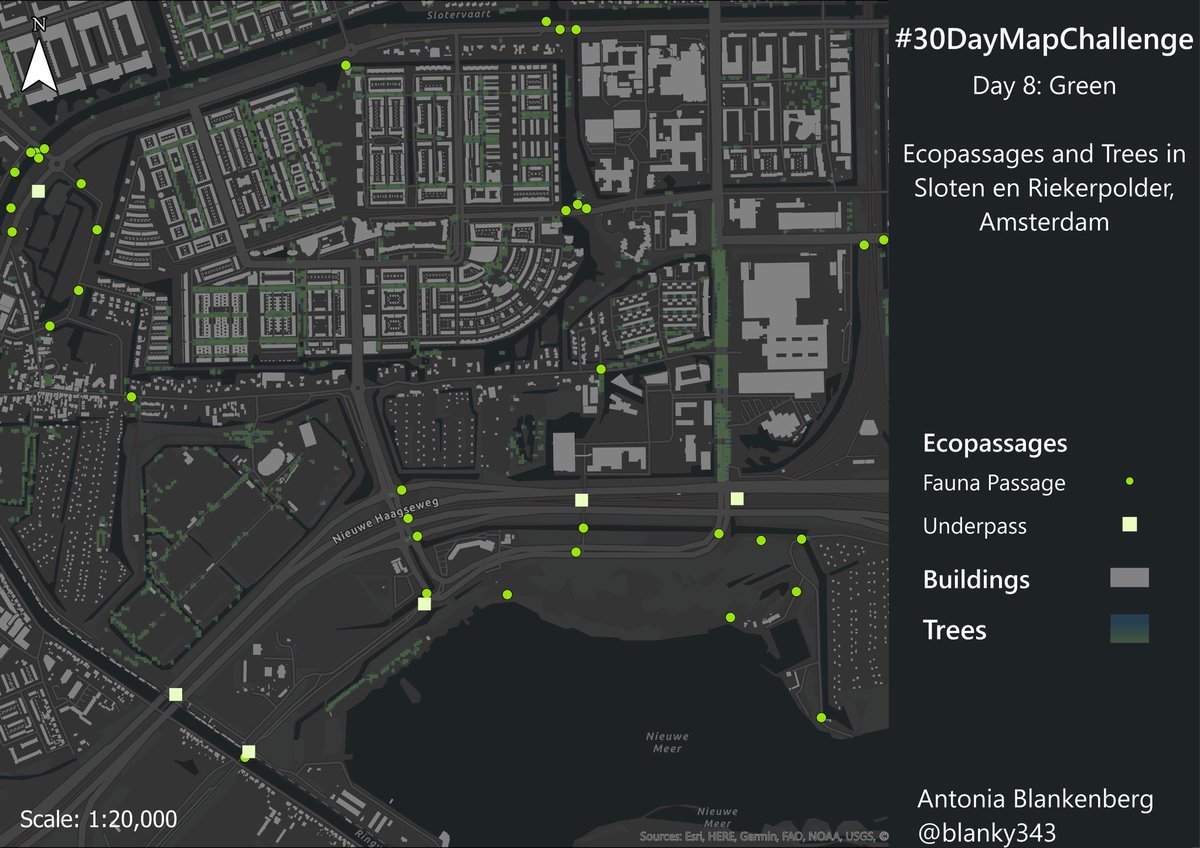 Slotervaart
N
#30DayMapChallenge
Day 8: Green
Ecopassages and Trees in
Sloten en Riekerpolder,
Amsterdam
Ecopassages
Fauna Passage
Underpass
Buildings
Trees
Nieuwe Haagseweg
Nieuwe
Meer
Nieuwe
Meer
Scale: 1:20,000
Sources: Esri, HERE, Garmin, FAO, NOAA, USGS, ©
Antonia Blankenberg
@blanky343